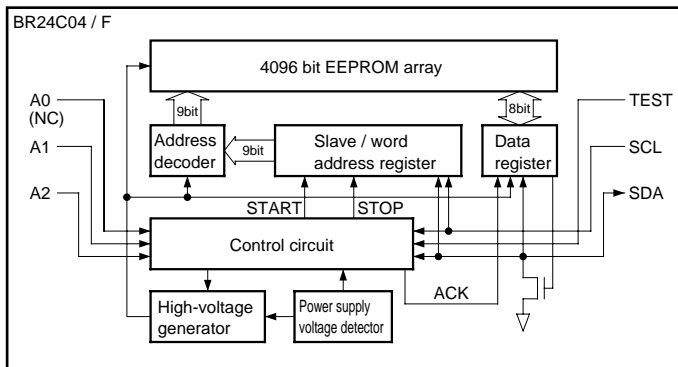 BR24C04 / F
4096 bit EEPROM array
A0
(NC)
9bit
8bit
TEST
A1
Address
decoder
9bit
Slave / word
address register
Data
register
SCL
A2
START
STOP
SDA
Control circuit
ACK
High-voltage
generator
Power supply
voltage detector